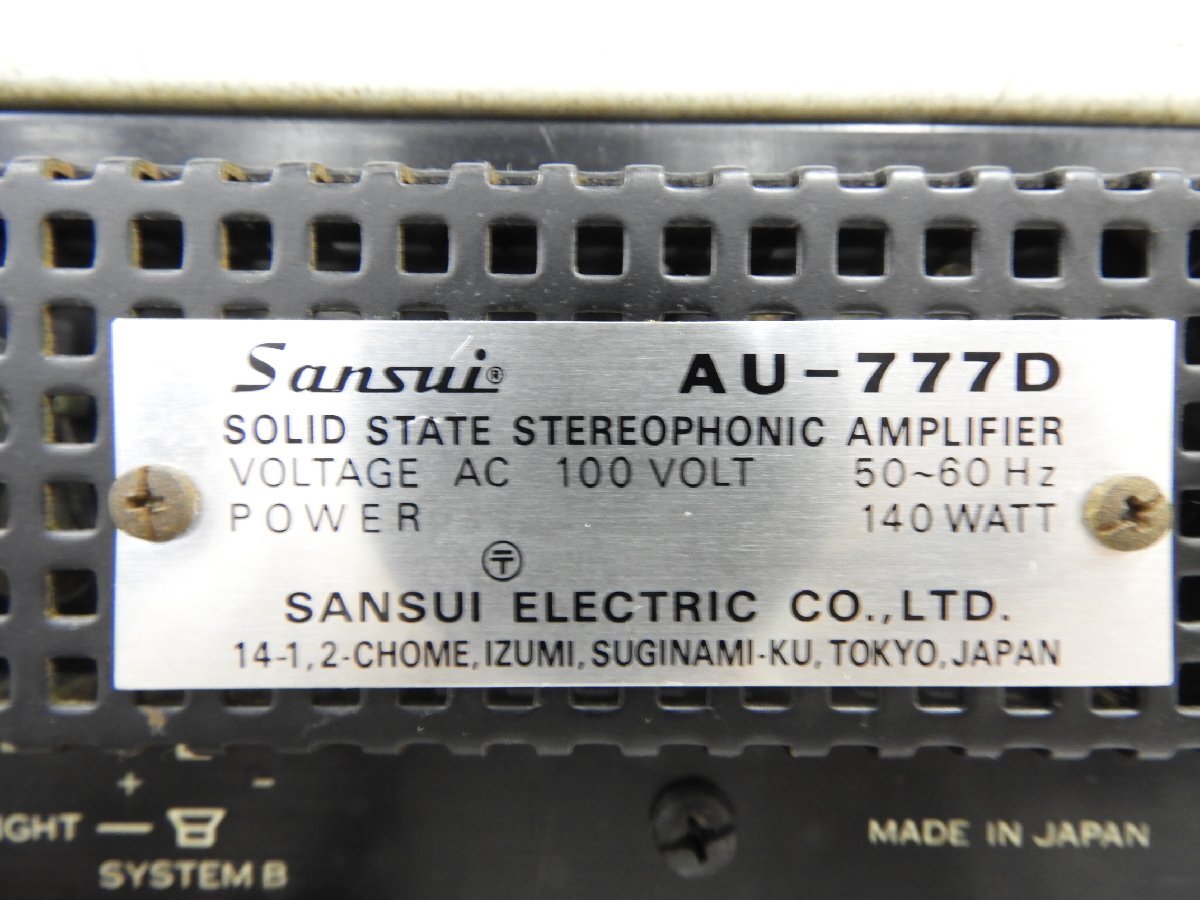 Sansui® AU-777D
SOLID STATE STEREOPHONIC AMPLIFIER
VOLTAGE AC 100 VOLT 50~60 Hz
POWER 140 WATT
〒
SANSUI ELECTRIC CO.,LTD.
14-1, 2-CHOME, IZUMI, SUGINAMI-KU, TOKYO, JAPAN
+ -
IGHT —
SYSTEM B
MADE IN JAPAN